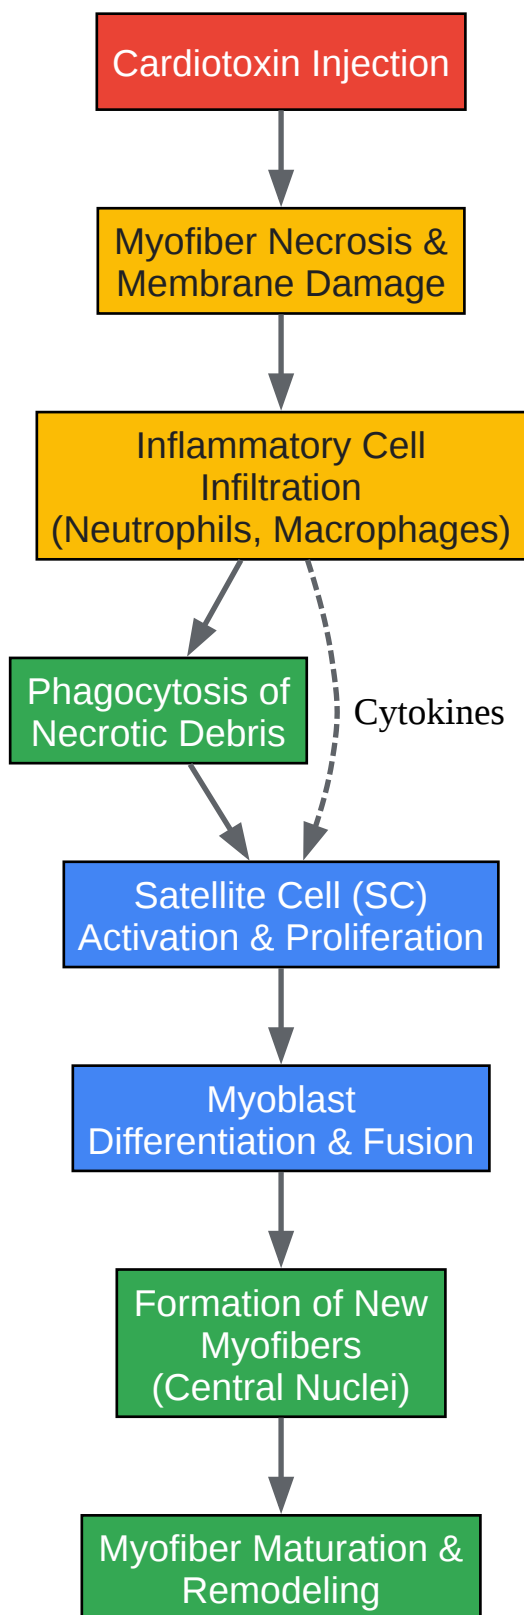 Cardiotoxin Injection
Myofiber Necrosis &
Membrane Damage
Inflammatory Cell
Infiltration
(Neutrophils, Macrophages)
Phagocytosis of
Necrotic Debris
Cytokines
Satellite Cell (SC)
Activation & Proliferation
Myoblast
Differentiation & Fusion
Formation of New
Myofibers
(Central Nuclei)
Myofiber Maturation &
Remodeling